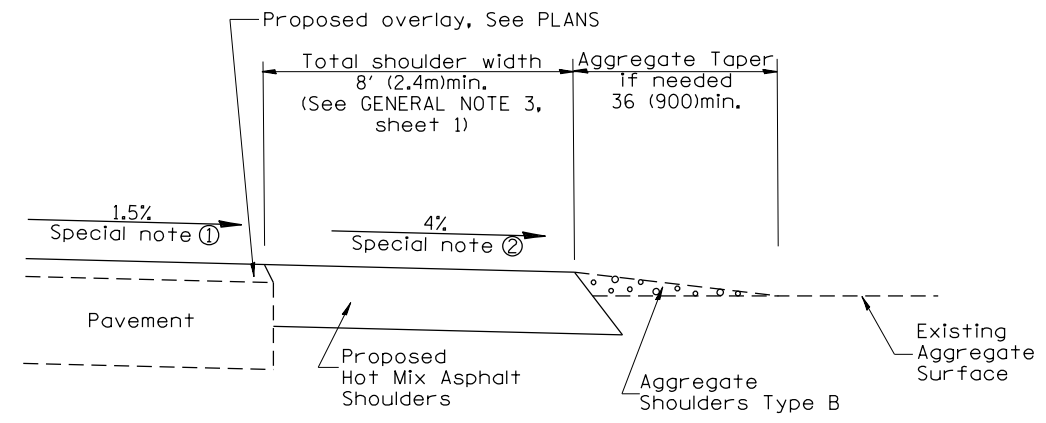 Proposed overlay, See PLANS
Total shoulder width
8' (2.4m)min.
(See GENERAL NOTE 3,
sheet 1)
Aggregate Taper
if needed
36 (900)min.
1.5%
Special note 1
4%
Special note 2
Pavement
Proposed
Hot Mix Asphalt
Shoulders
Aggregate
Shoulders Type B
Existing
Aggregate
Surface